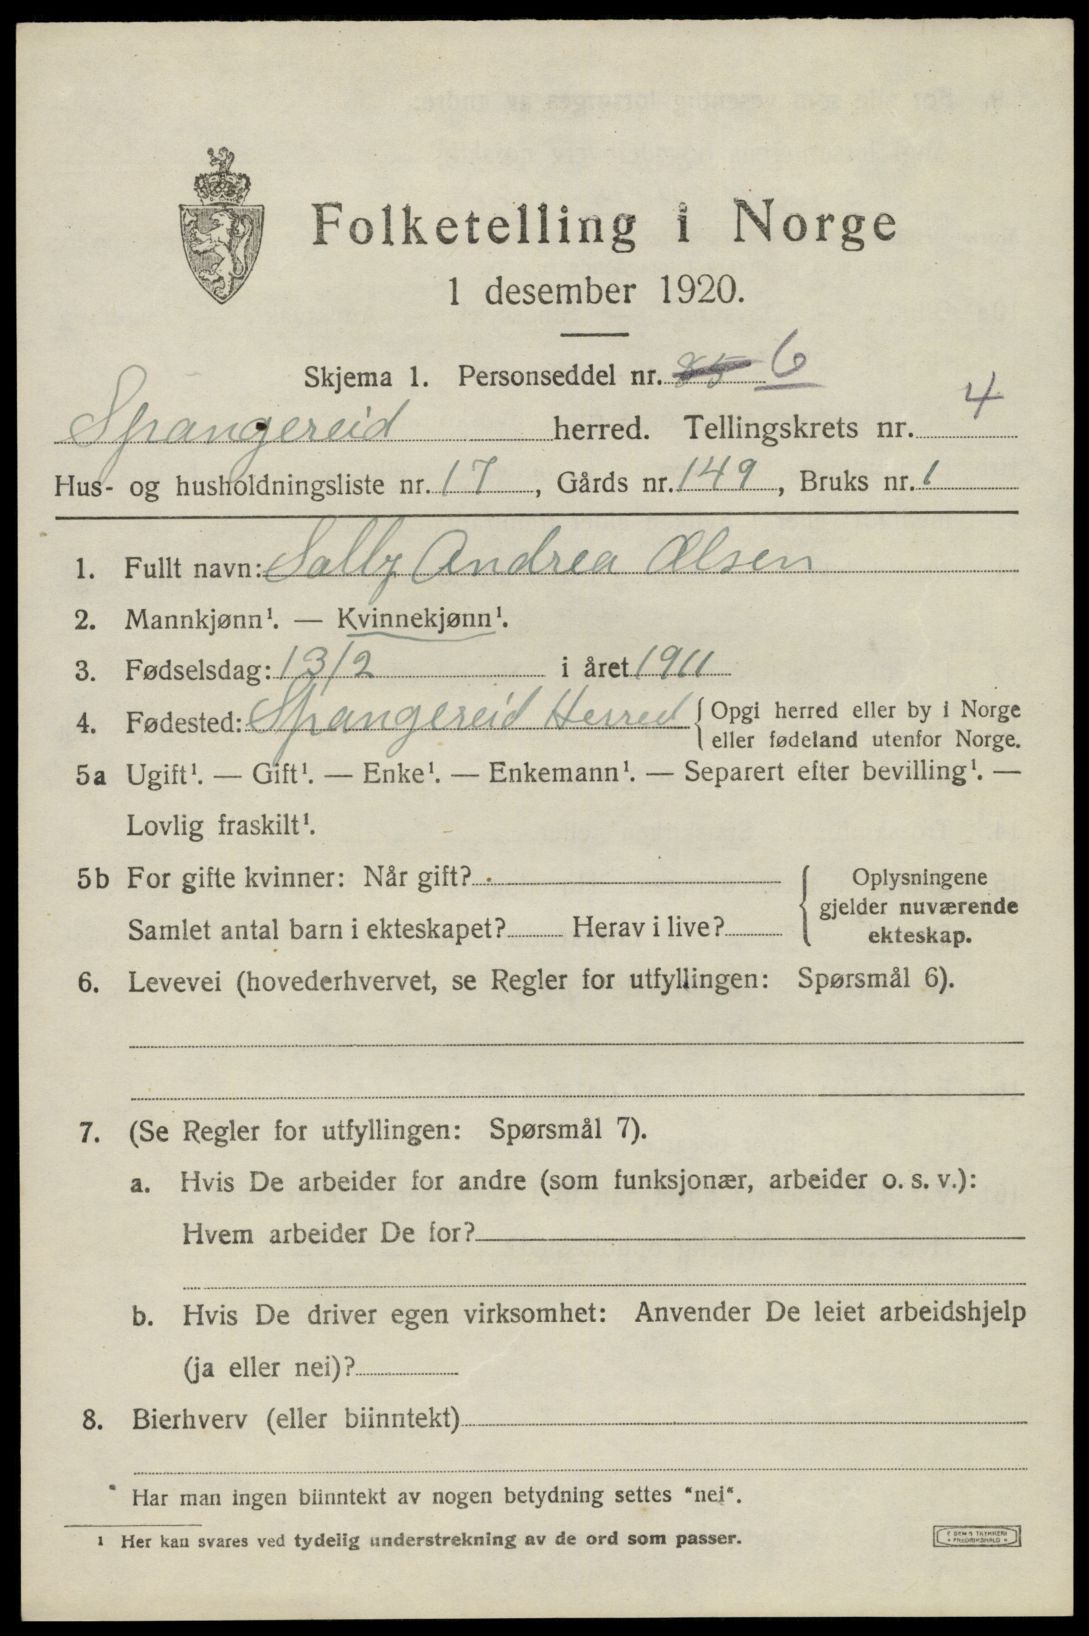 Folketelling i Norge
1 desember 1920.
Skjema 1. Personseddel nr. 85 6
Spangereid herred. Tellingskrets nr. 4
Hus- og husholdningsliste nr. 17, Gårds nr. 149, Bruks nr. 1
1. Fullt navn: Sally Andrea Olsen
2. Mannkjønn¹. — Kvinnekjønn¹.
3. Fødselsdag: 13/2 i året 1911
4. Fødested: Spangereid Herred { Opgi herred eller by i Norge
eller fødeland utenfor Norge.
5a Ugift¹. — Gift¹. — Enke¹. — Enkemann¹. — Separert efter bevilling¹. —
Lovlig fraskilt¹.
5b For gifte kvinner: Når gift?
Samlet antal barn i ekteskapet? Herav i live?
{ Oplysningene
gjelder nuværende
ekteskap.
6. Levevei (hovederhvervet, se Regler for utfyllingen: Spørsmål 6).
7. (Se Regler for utfyllingen: Spørsmål 7).
a. Hvis De arbeider for andre (som funksjonær, arbeider o. s. v.):
Hvem arbeider De for?
b. Hvis De driver egen virksomhet: Anvender De leiet arbeidshjelp
(ja eller nei)?
8. Bierhverv (eller biinntekt)
Har man ingen biinntekt av nogen betydning settes "nei".
¹ Her kan svares ved tydelig understrekning av de ord som passer.